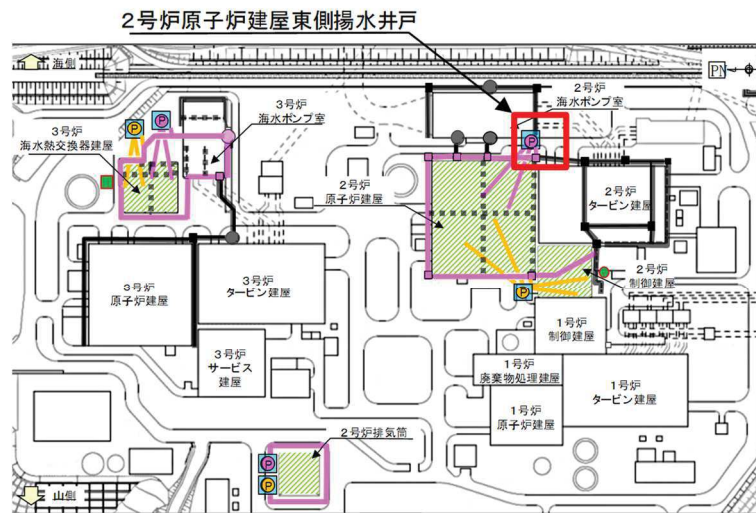 2号炉原子炉建屋東側揚水井戸
海側
PN
3号炉
海水熱交換器建屋
P
P
3号炉
海水ポンプ室
2号炉
海水ポンプ室
P
2号炉
原子炉建屋
2号炉
タービン建屋
3号炉
原子炉建屋
3号炉
タービン建屋
2号炉
制御建屋
P
1号炉
制御建屋
3号炉
サービス
建屋
1号炉
廃棄物処理建屋
1号炉
タービン建屋
1号炉
原子炉建屋
2号炉排気筒
P
P
山側